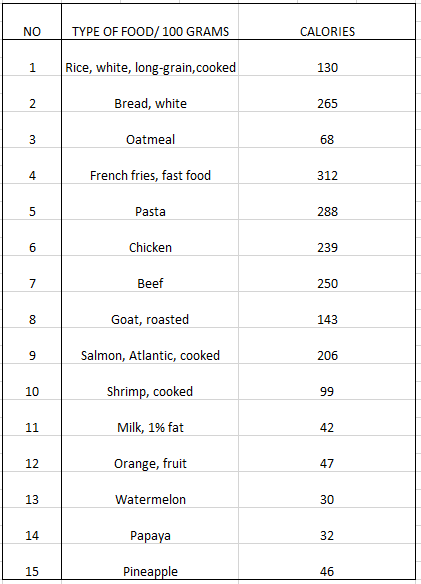 NO TYPE OF FOOD/ 100 GRAMS CALORIES
1 Rice, white, long-grain,cooked 130
2 Bread, white 265
3 Oatmeal 68
4 French fries, fast food 312
5 Pasta 288
6 Chicken 239
7 Beef 250
8 Goat, roasted 143
9 Salmon, Atlantic, cooked 206
10 Shrimp, cooked 99
11 Milk, 1% fat 42
12 Orange, fruit 47
13 Watermelon 30
14 Papaya 32
15 Pineapple 46